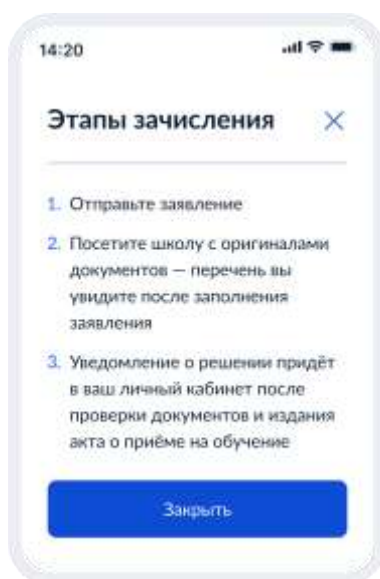 14:20
Этапы зачисления
1. Отправьте заявление
2. Посетите школу с оригиналами
документов — перечень вы
увидите после заполнения
заявления
3. Уведомление о решении придёт
в ваш личный кабинет после
проверки документов и издания
акта о приёме на обучение
Закрыть